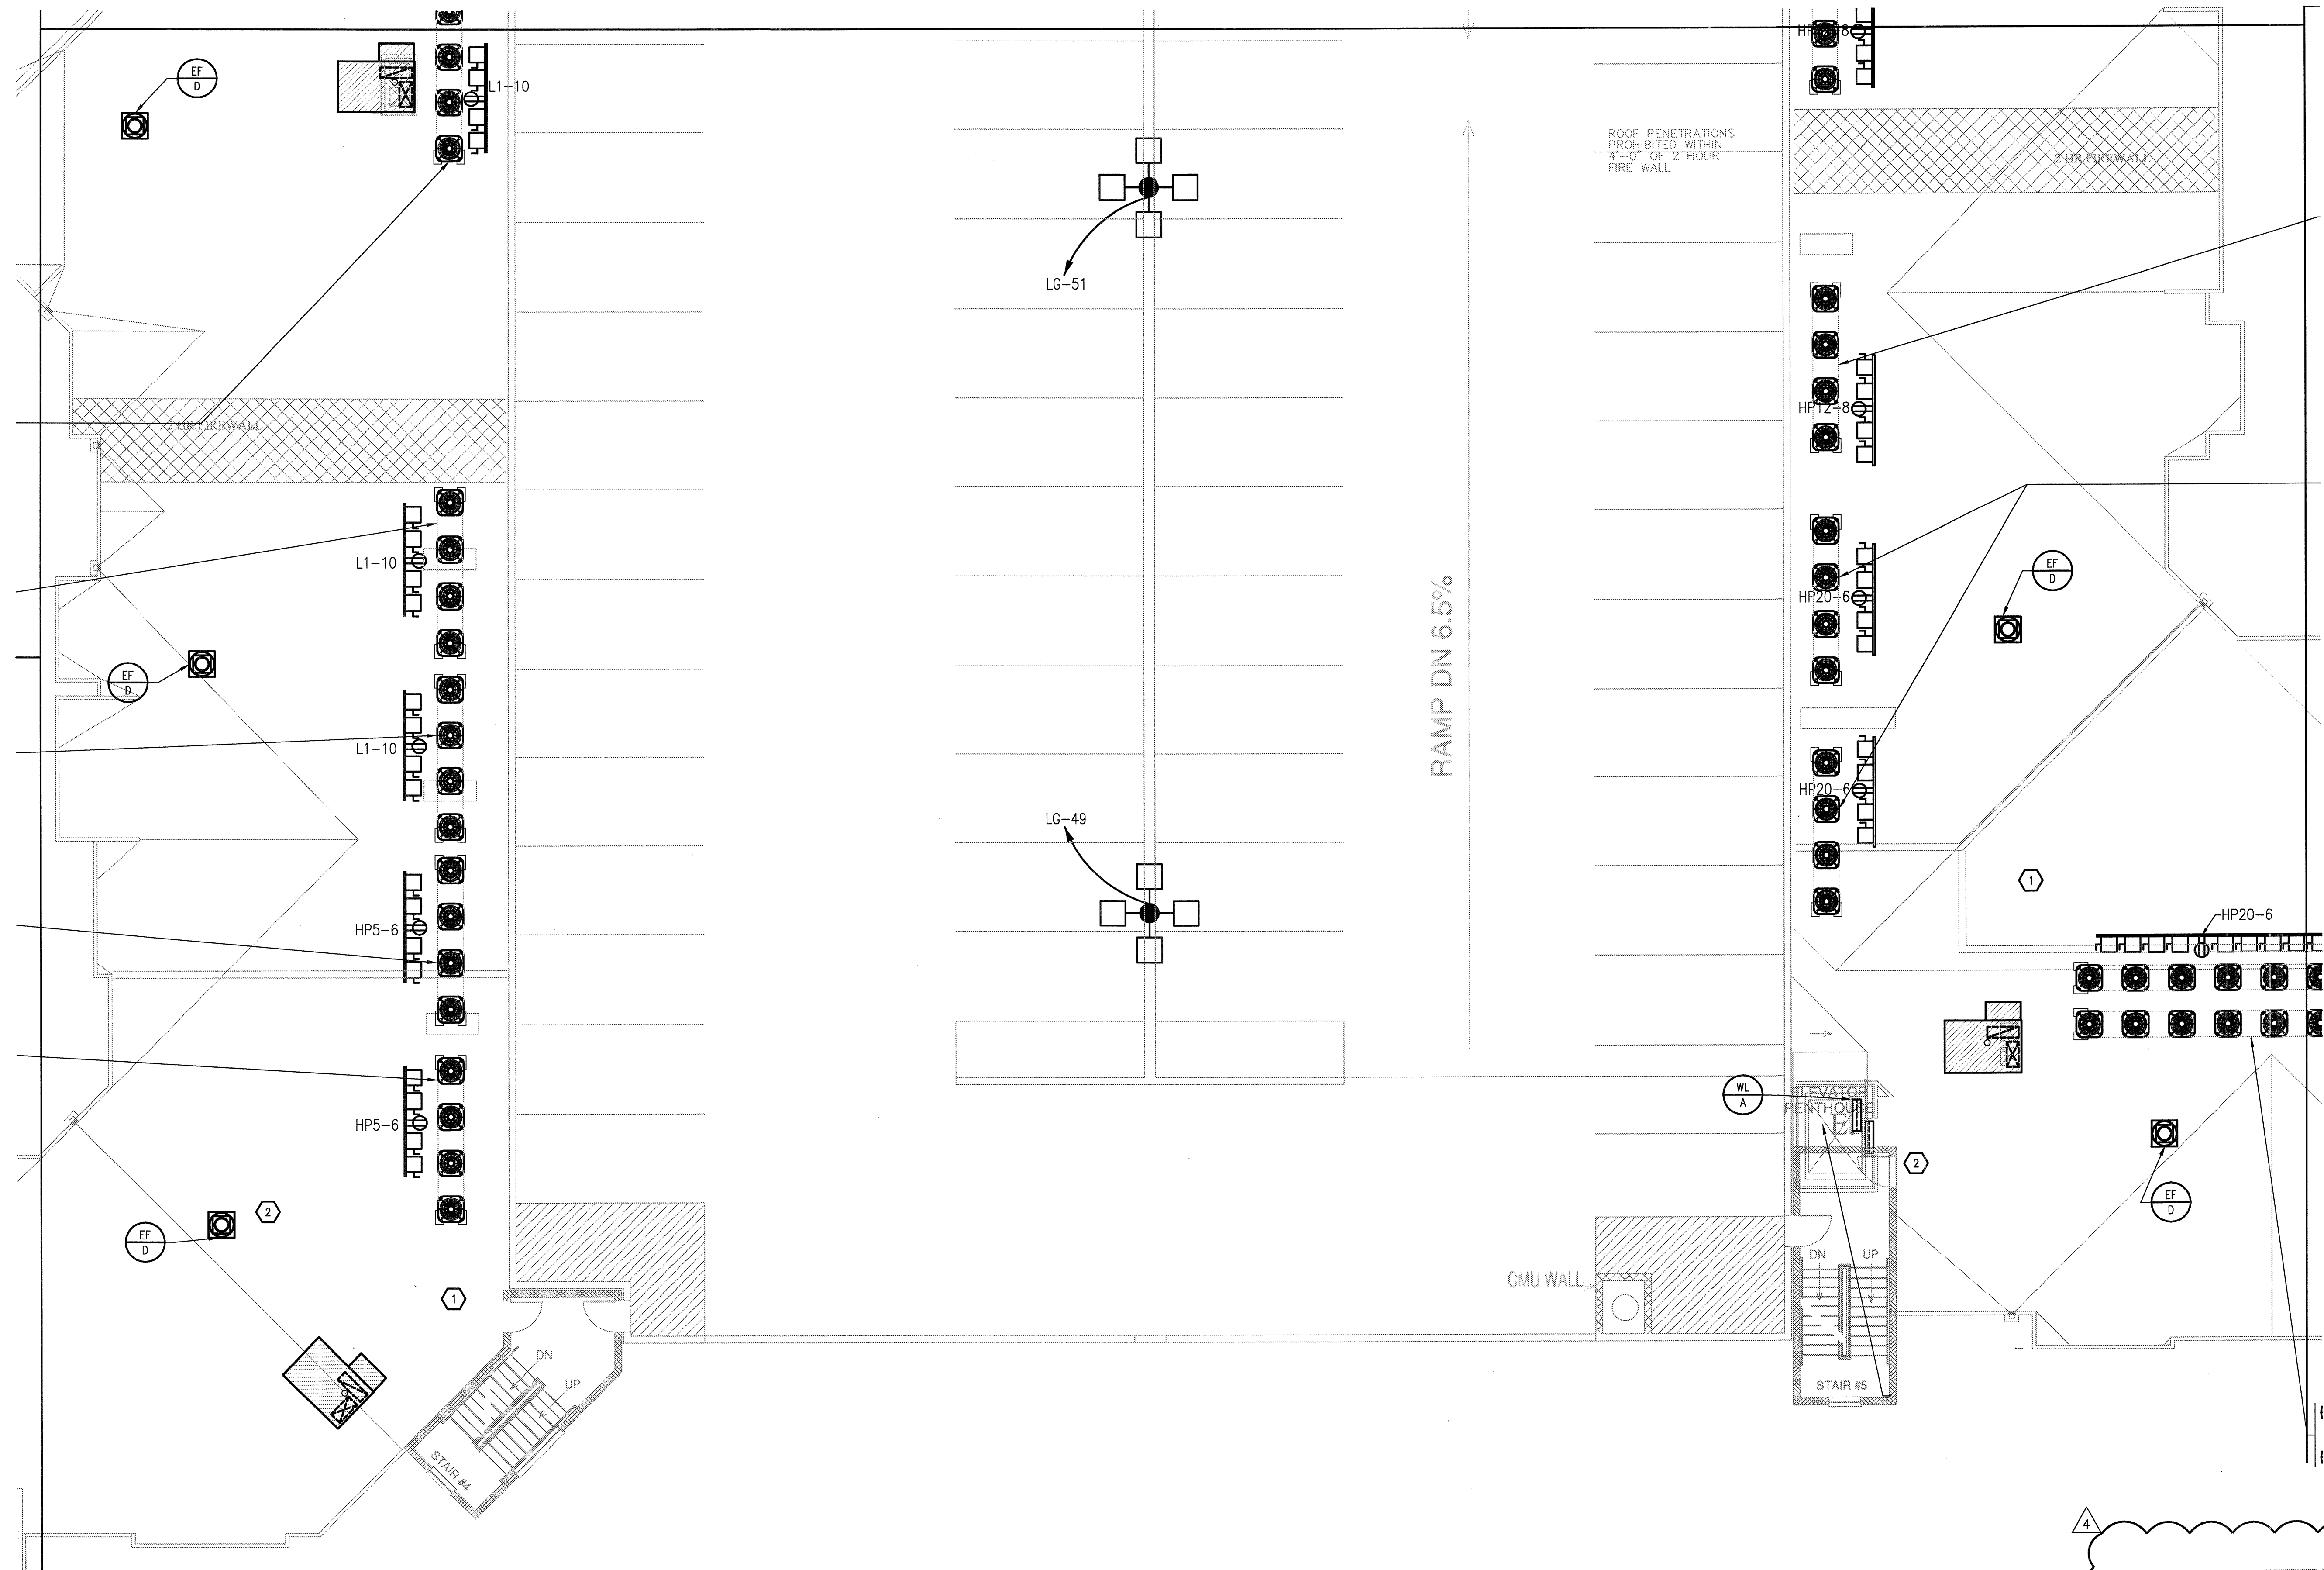 HP12-8
EF
D
L1-10
ROOF PENETRATIONS
PROHIBITED WITHIN
4'-0" OF 2 HOUR
FIRE WALL
2 HR FIREWALL
LG-51
HP12-8
2 HR FIREWALL
L1-10
EF
D
HP20-6
RAMP DN 6.5%
EF
D
L1-10
HP20-6
LG-49
1
HP20-6
HP5-6
WL
A
ELEVATOR
PENTHOUSE
E
HP5-6
2
2
EF
D
EF
D
DN
UP
CMU WALL
1
DN
UP
STAIR #5
STAIR #4
4